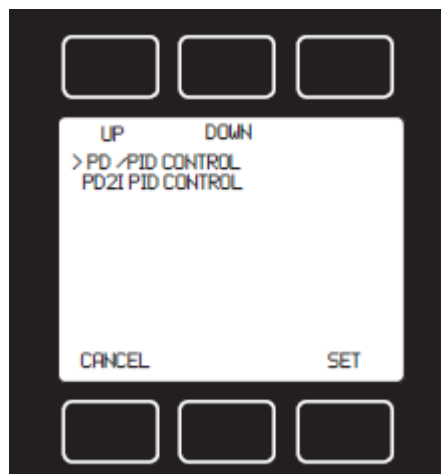 UP DOWN
>PD /PID CONTROL
PD2I PID CONTROL
CANCEL SET